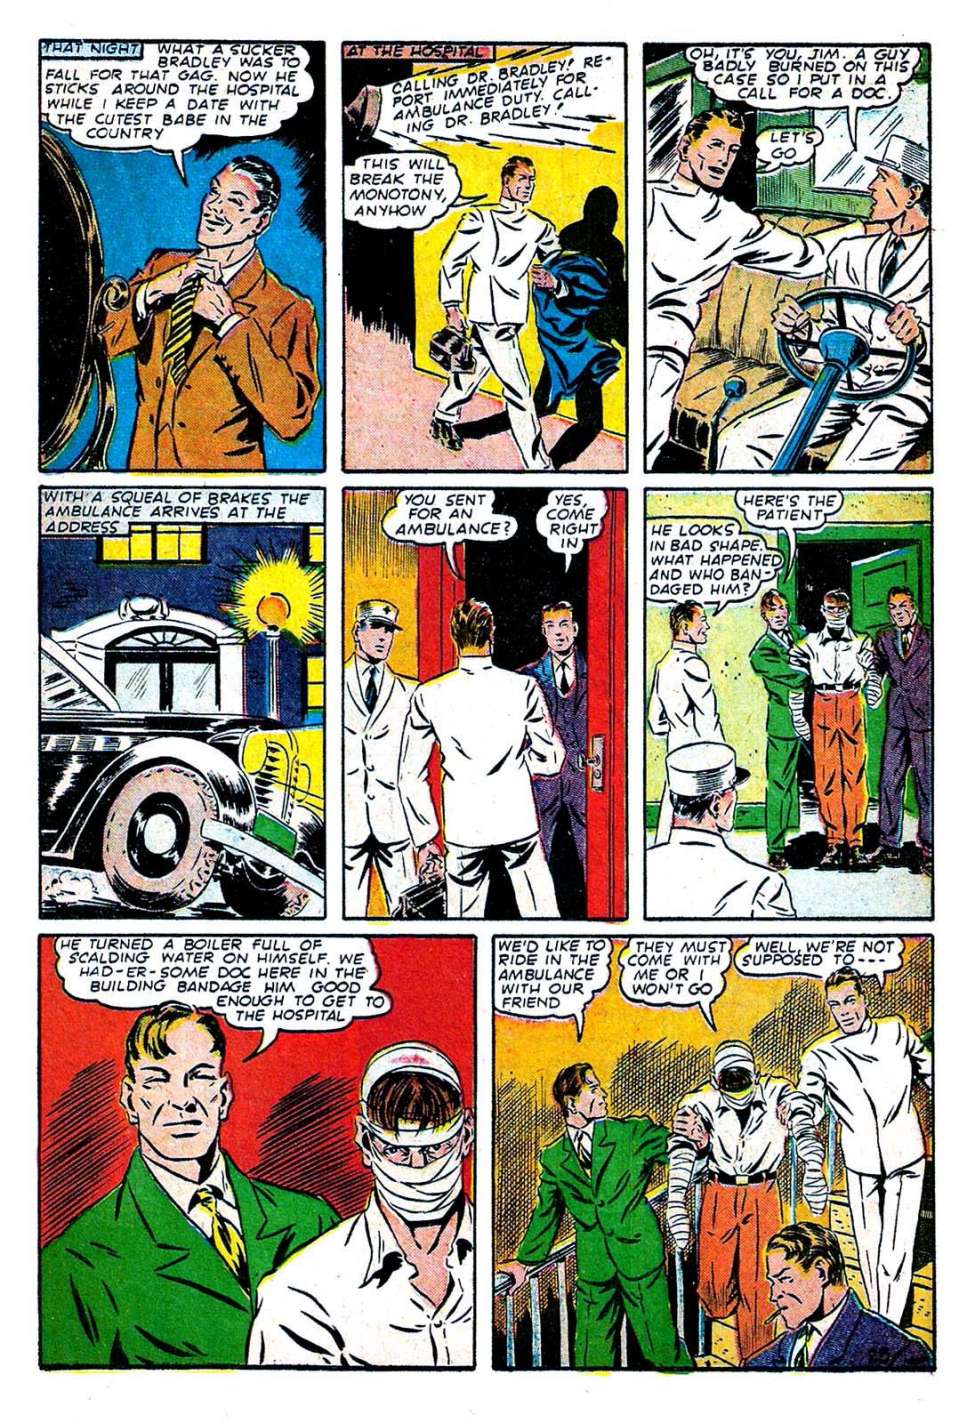 THAT NIGHT
WHAT A SUCKER
BRADLEY WAS TO
FALL FOR THAT GAG. NOW HE
STICKS AROUND THE HOSPITAL
WHILE I KEEP A DATE WITH
THE CUTEST BABE IN THE
COUNTRY
AT THE HOSPITAL
CALLING DR. BRADLEY! RE-
PORT IMMEDIATELY FOR
AMBULANCE DUTY. CALL-
ING DR. BRADLEY!
THIS WILL
BREAK THE
MONOTONY,
ANYHOW
OH, IT'S YOU, JIM. A GUY
BADLY BURNED ON THIS
CASE SO I PUT IN A
CALL FOR A DOC.
LET'S
GO
WITH A SQUEAL OF BRAKES THE
AMBULANCE ARRIVES AT THE
ADDRESS
YOU SENT
FOR AN
AMBULANCE?
YES,
COME
RIGHT
IN
HERE'S THE
PATIENT
HE LOOKS
IN BAD SHAPE.
WHAT HAPPENED
AND WHO BAN-
DAGED HIM?
HE TURNED A BOILER FULL OF
SCALDING WATER ON HIMSELF. WE
HAD-ER-SOME DOC HERE IN THE
BUILDING BANDAGE HIM GOOD
ENOUGH TO GET TO
THE HOSPITAL
WE'D LIKE TO
RIDE IN THE
AMBULANCE
WITH OUR
FRIEND
THEY MUST
COME WITH
ME OR I
WON'T GO
WELL, WE'RE NOT
SUPPOSED TO----